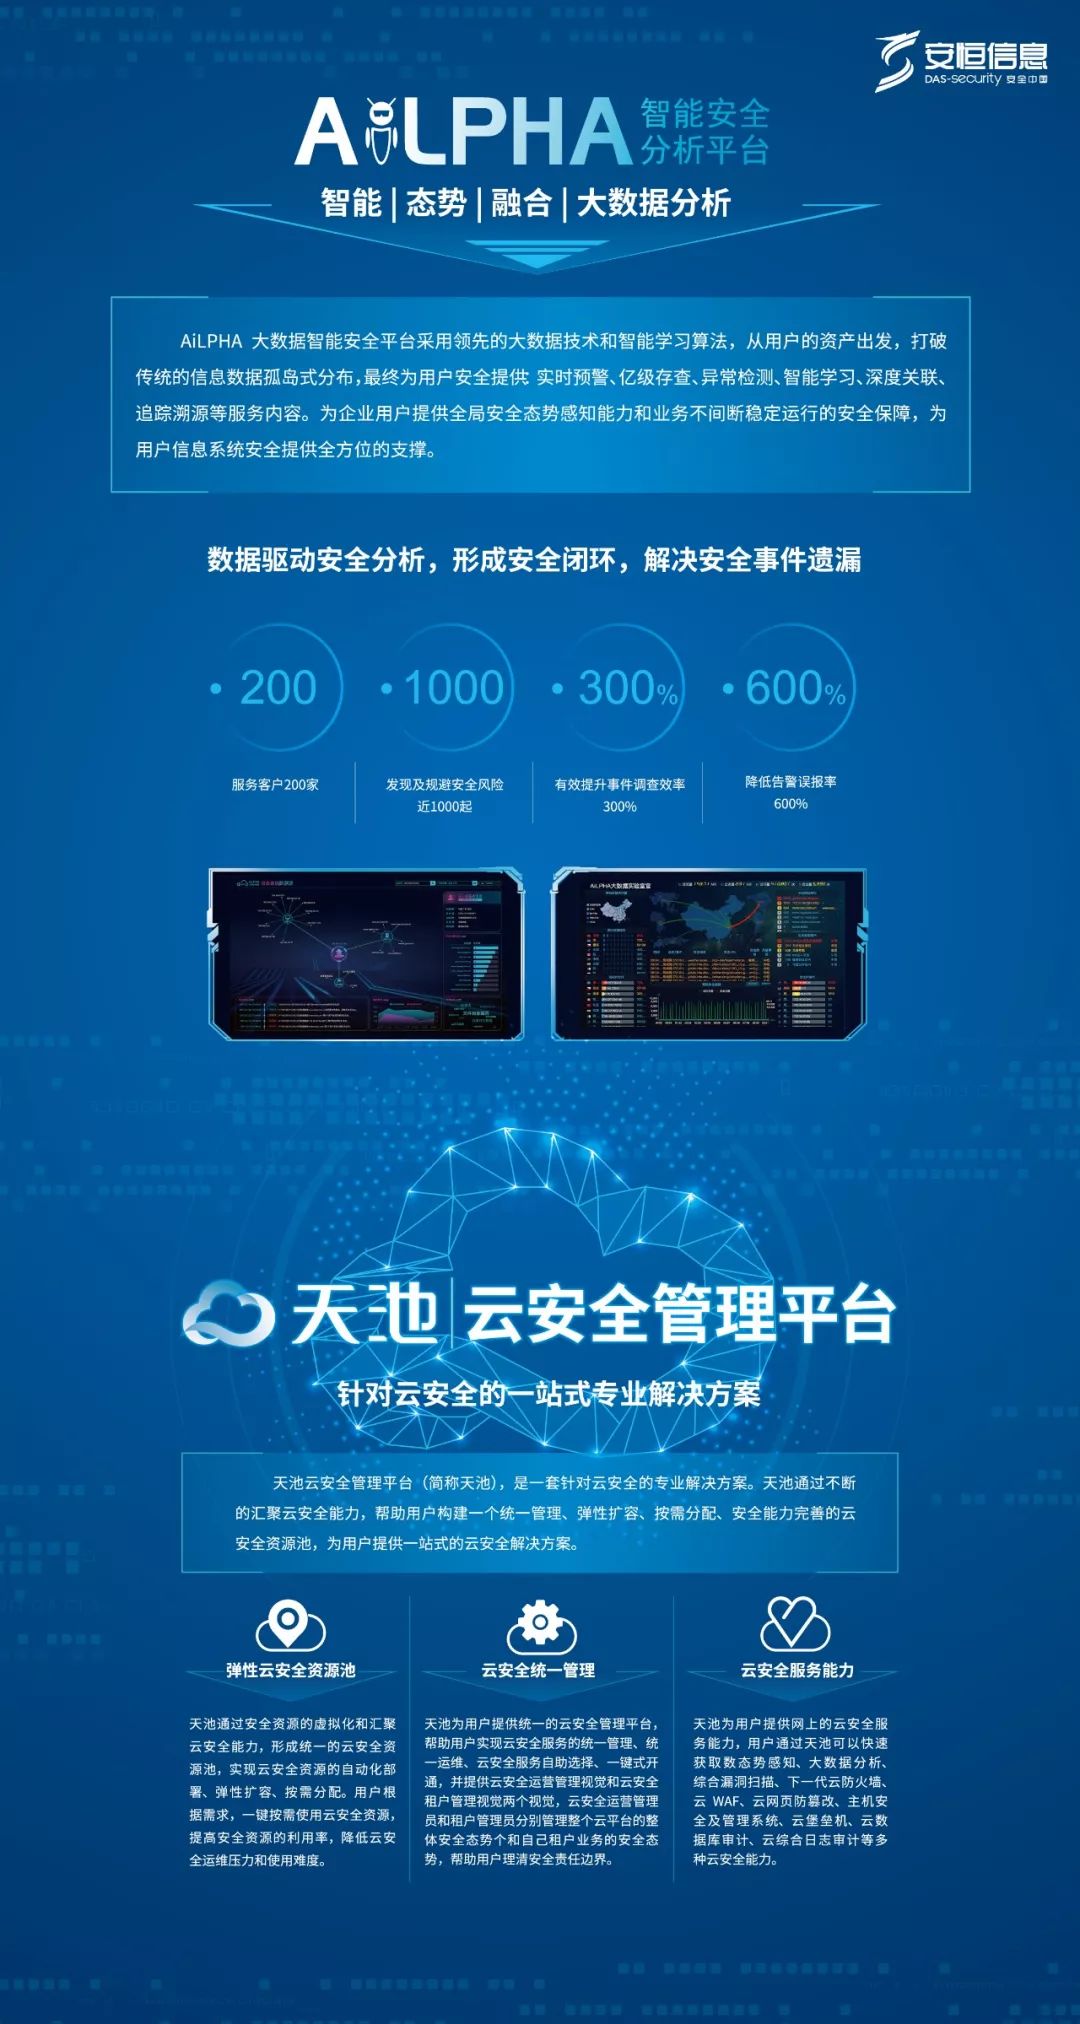 安恒信息
DAS-security 安全中国
AiLPHA 智能安全
分析平台
智能 | 态势 | 融合 | 大数据分析
AiLPHA 大数据智能安全平台采用领先的大数据技术和智能学习算法，从用户的资产出发，打破
传统的信息数据孤岛式分布，最终为用户安全提供 实时预警、亿级存查、异常检测、智能学习、深度关联、
追踪溯源等服务内容。为企业用户提供全局安全态势感知能力和业务不间断稳定运行的安全保障，为
用户信息系统安全提供全方位的支撑。
数据驱动安全分析，形成安全闭环，解决安全事件遗漏
200
1000
300%
600%
服务客户200家
发现及规避安全风险
近1000起
有效提升事件调查效率
300%
降低告警误报率
600%
AiLPHA大数据实验室
天池 | 云安全管理平台
针对云安全的一站式专业解决方案
天池云安全管理平台（简称天池），是一套针对云安全的专业解决方案。天池通过不断
的汇聚云安全能力，帮助用户构建一个统一管理、弹性扩容、按需分配、安全能力完善的云
安全资源池，为用户提供一站式的云安全解决方案。
弹性云安全资源池
天池通过安全资源的虚拟化和汇聚
云安全能力，形成统一的云安全资
源池，实现云安全资源的自动化部
署、弹性扩容、按需分配。用户根
据需求，一键按需使用云安全资源，
提高安全资源的利用率，降低云安
全运维压力和使用难度。
云安全统一管理
天池为用户提供统一的云安全管理平台，
帮助用户实现云安全服务的统一管理、统
一运维、云安全服务自助选择、一键式开
通，并提供云安全运营管理视觉和云安全
租户管理视觉两个视觉，云安全运营管理
员和租户管理员分别管理整个云平台的整
体安全态势个和自己租户业务的安全态
势，帮助用户理清安全责任边界。
云安全服务能力
天池为用户提供网上的云安全服
务能力，用户通过天池可以快速
获取数态势感知、大数据分析、
综合漏洞扫描、下一代云防火墙、
云 WAF、云网页防篡改、主机安
全及管理系统、云堡垒机、云数
据库审计、云综合日志审计等多
种云安全能力。